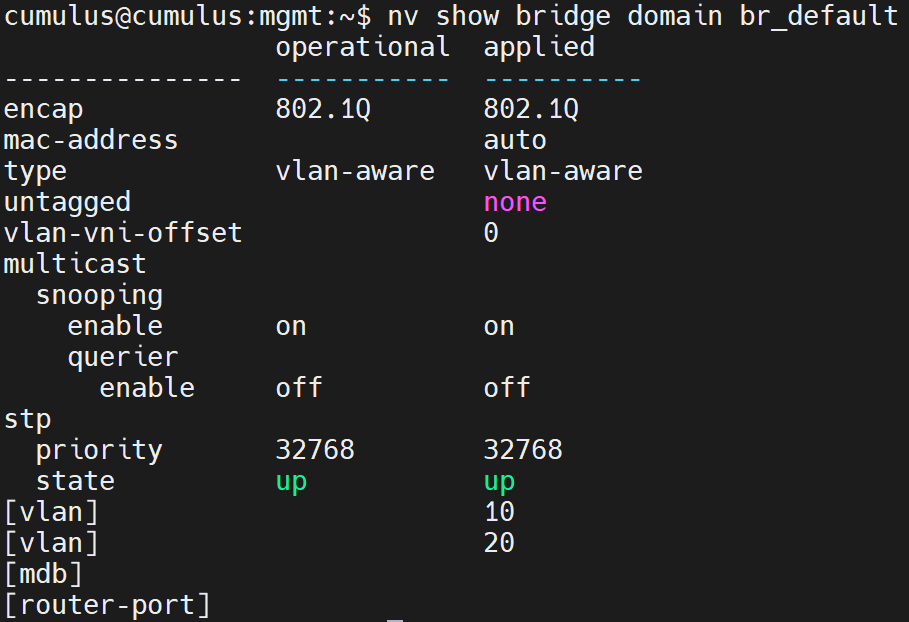 cumulus@cumulus:mgmt:~$ nv show bridge domain br_default
                 operational  applied
---------------  -----------  ----------
encap            802.1Q       802.1Q
mac-address                   auto
type             vlan-aware   vlan-aware
untagged                      none
vlan-vni-offset               0
multicast
  snooping
    enable       on           on
    querier
      enable     off          off
stp
  priority       32768        32768
  state          up           up
[vlan]                        10
[vlan]                        20
[mdb]
[router-port]